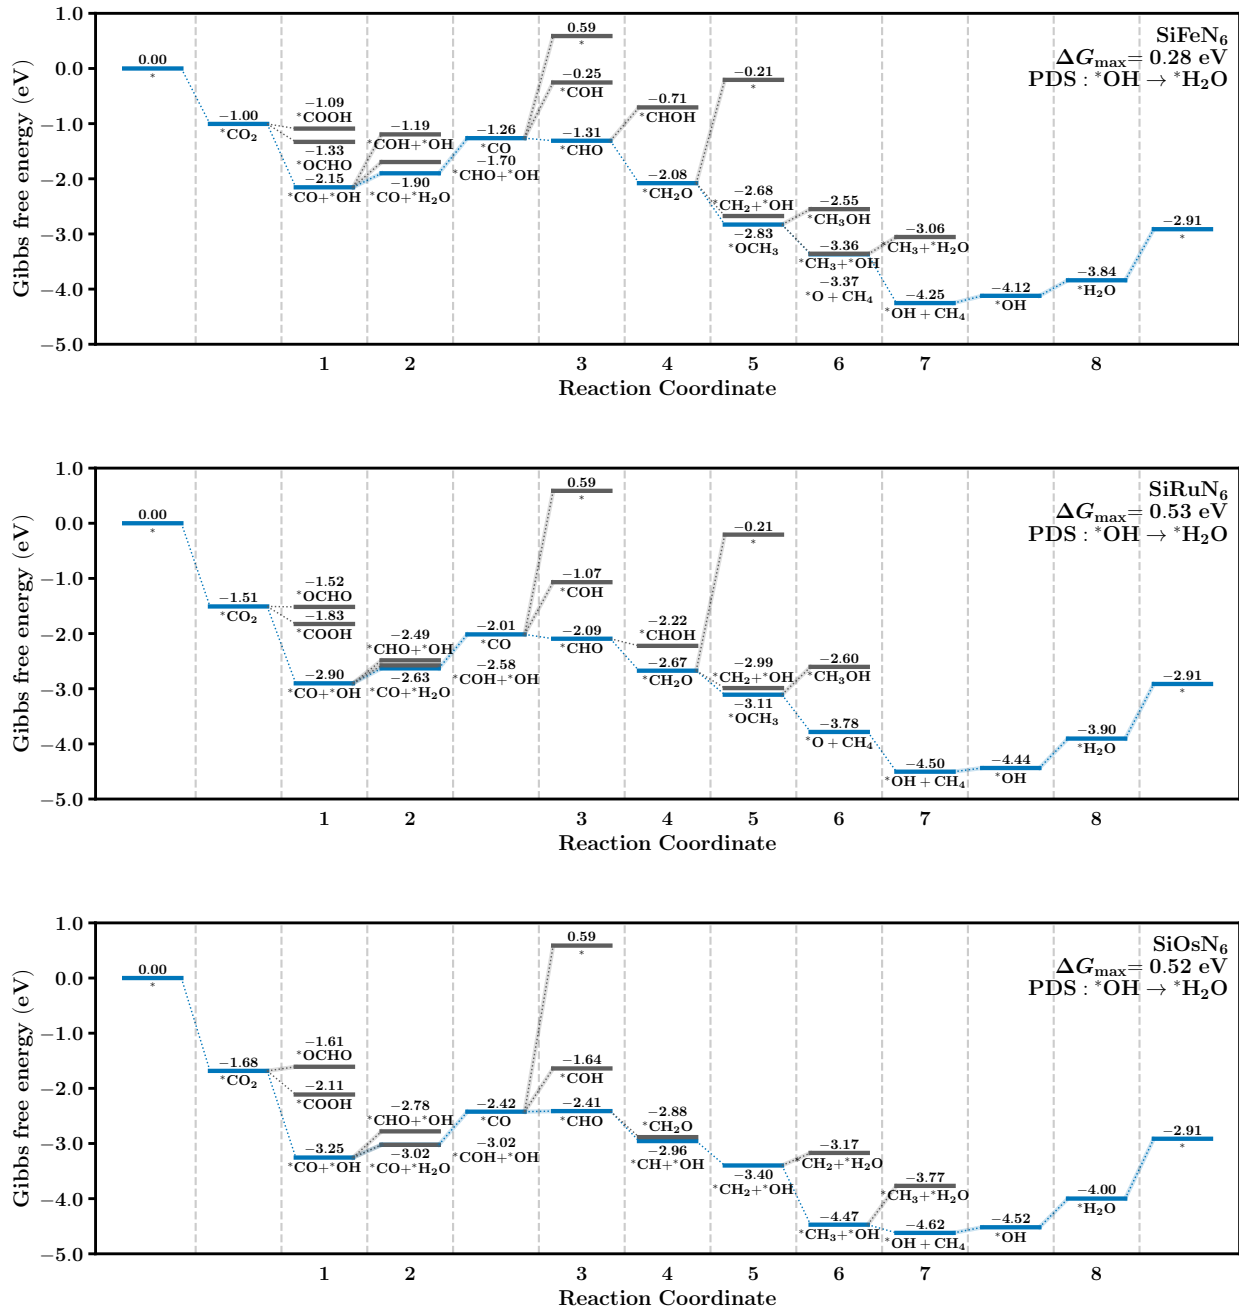 SiFeN₆
ΔG_max = 0.28 eV
PDS : *OH → *H₂O
Gibbs free energy (eV)
1.0
0.0
−1.0
−2.0
−3.0
−4.0
−5.0
0.00
*
−1.00
*CO₂
−1.09
*COOH
−1.33
*OCHO
−2.15
*CO+*OH
−1.19
*COH+*OH
−1.90
*CO+*H₂O
−1.26
*CO
−1.70
*CHO+*OH
0.59
*
−0.25
*COH
−1.31
*CHO
−0.71
*CHOH
−2.08
*CH₂O
−0.21
*
−2.68
*CH₂+*OH
−2.83
*OCH₃
−2.55
*CH₃OH
−3.36
*CH₃+*OH
−3.37
*O + CH₄
−3.06
*CH₃+*H₂O
−4.25
*OH + CH₄
−4.12
*OH
−3.84
*H₂O
−2.91
*
1 2 3 4 5 6 7 8
Reaction Coordinate
SiRuN₆
ΔG_max = 0.53 eV
PDS : *OH → *H₂O
Gibbs free energy (eV)
1.0
0.0
−1.0
−2.0
−3.0
−4.0
−5.0
0.00
*
−1.51
*CO₂
−1.52
*OCHO
−1.83
*COOH
−2.90
*CO+*OH
−2.49
*CHO+*OH
−2.63
*CO+*H₂O
−2.01
*CO
−2.58
*COH+*OH
0.59
*
−1.07
*COH
−2.09
*CHO
−2.22
*CHOH
−2.67
*CH₂O
−0.21
*
−2.99
*CH₂+*OH
−3.11
*OCH₃
−2.60
*CH₃OH
−3.78
*O + CH₄
−4.50
*OH + CH₄
−4.44
*OH
−3.90
*H₂O
−2.91
*
1 2 3 4 5 6 7 8
Reaction Coordinate
SiOsN₆
ΔG_max = 0.52 eV
PDS : *OH → *H₂O
Gibbs free energy (eV)
1.0
0.0
−1.0
−2.0
−3.0
−4.0
−5.0
0.00
*
−1.68
*CO₂
−1.61
*OCHO
−2.11
*COOH
−3.25
*CO+*OH
−2.78
*CHO+*OH
−3.02
*CO+*H₂O
−2.42
*CO
−3.02
*COH+*OH
0.59
*
−1.64
*COH
−2.41
*CHO
−2.88
*CH₂O
−2.96
*CH+*OH
−3.40
*CH₂+*OH
−3.17
*CH₂+*H₂O
−4.47
*CH₃+*OH
−3.77
*CH₃+*H₂O
−4.62
*OH + CH₄
−4.52
*OH
−4.00
*H₂O
−2.91
*
1 2 3 4 5 6 7 8
Reaction Coordinate